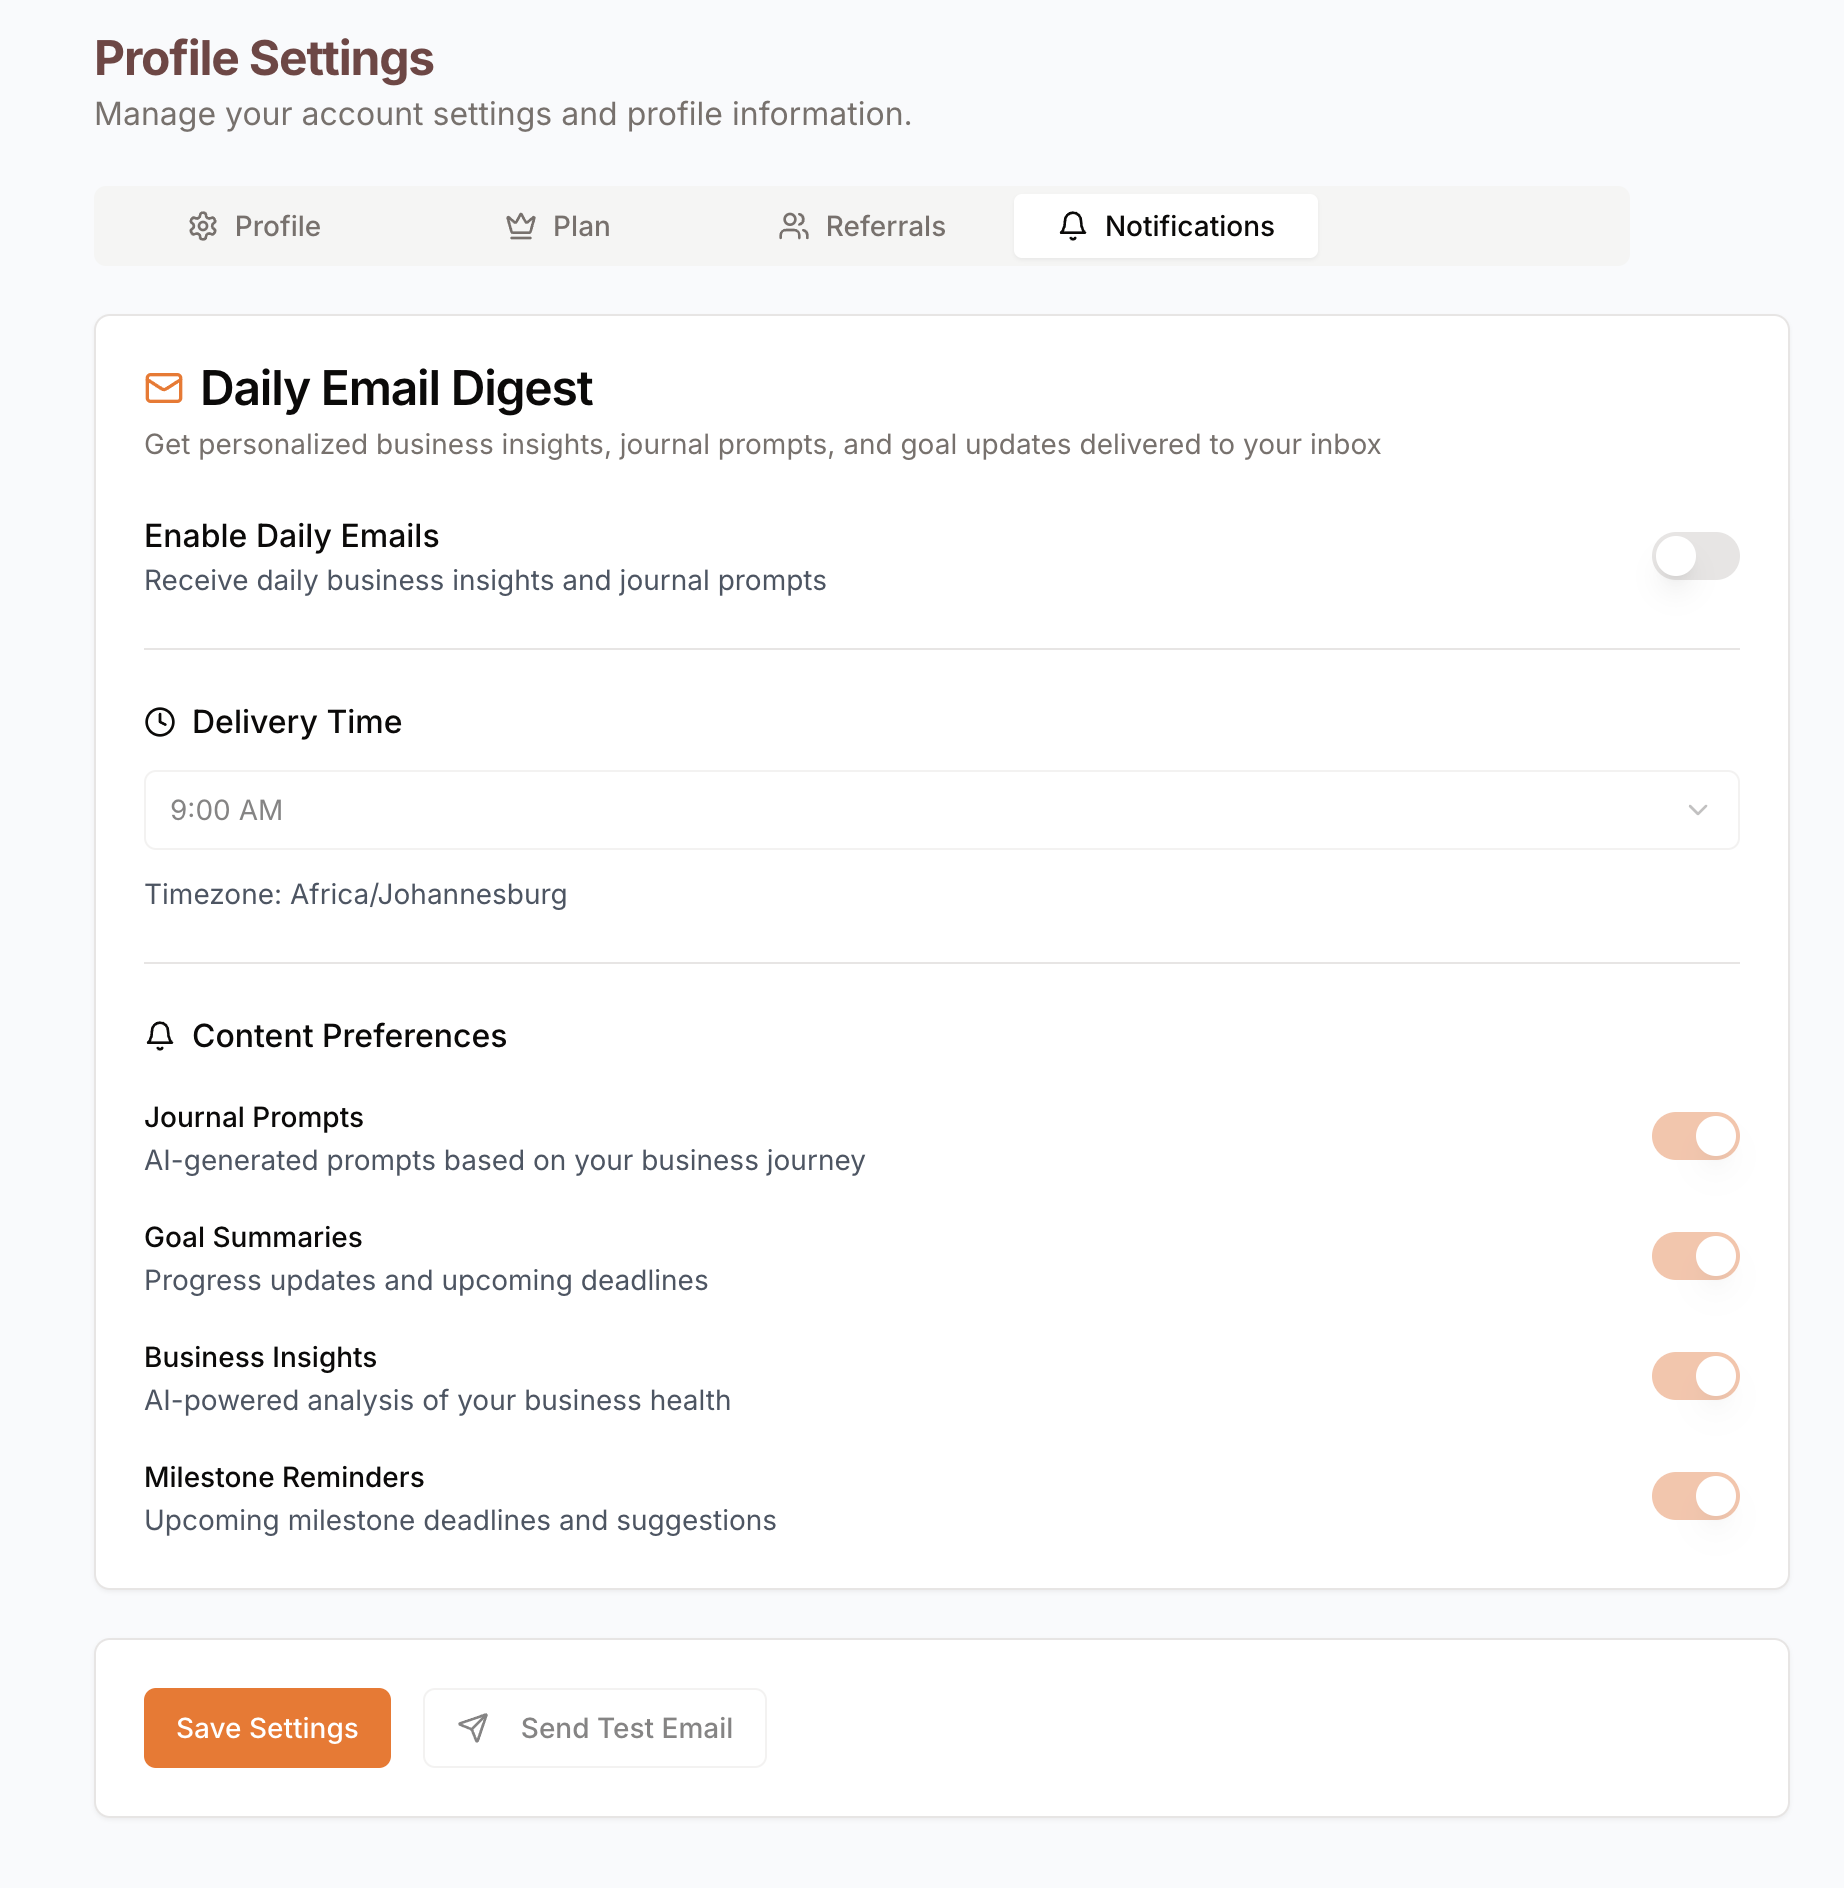 Profile Settings
Manage your account settings and profile information.
Profile
Plan
Referrals
Notifications
Daily Email Digest
Get personalized business insights, journal prompts, and goal updates delivered to your inbox
Enable Daily Emails
Receive daily business insights and journal prompts
Delivery Time
9:00 AM
Timezone: Africa/Johannesburg
Content Preferences
Journal Prompts
AI-generated prompts based on your business journey
Goal Summaries
Progress updates and upcoming deadlines
Business Insights
AI-powered analysis of your business health
Milestone Reminders
Upcoming milestone deadlines and suggestions
Save Settings
Send Test Email